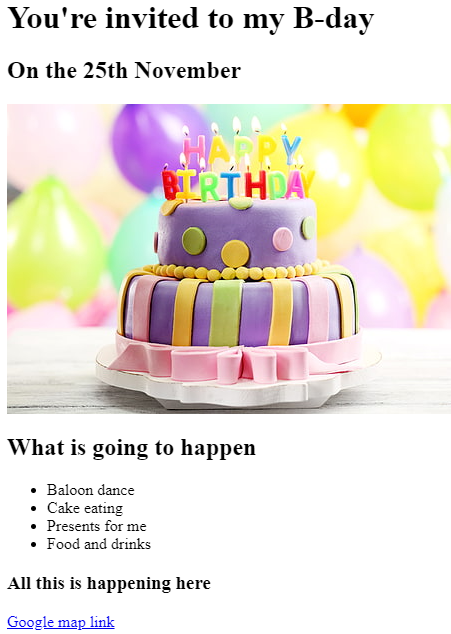 You're invited to my B-day
On the 25th November
HAPPY
BIRTHDAY
What is going to happen
Baloon dance
Cake eating
Presents for me
Food and drinks
All this is happening here
Google map link